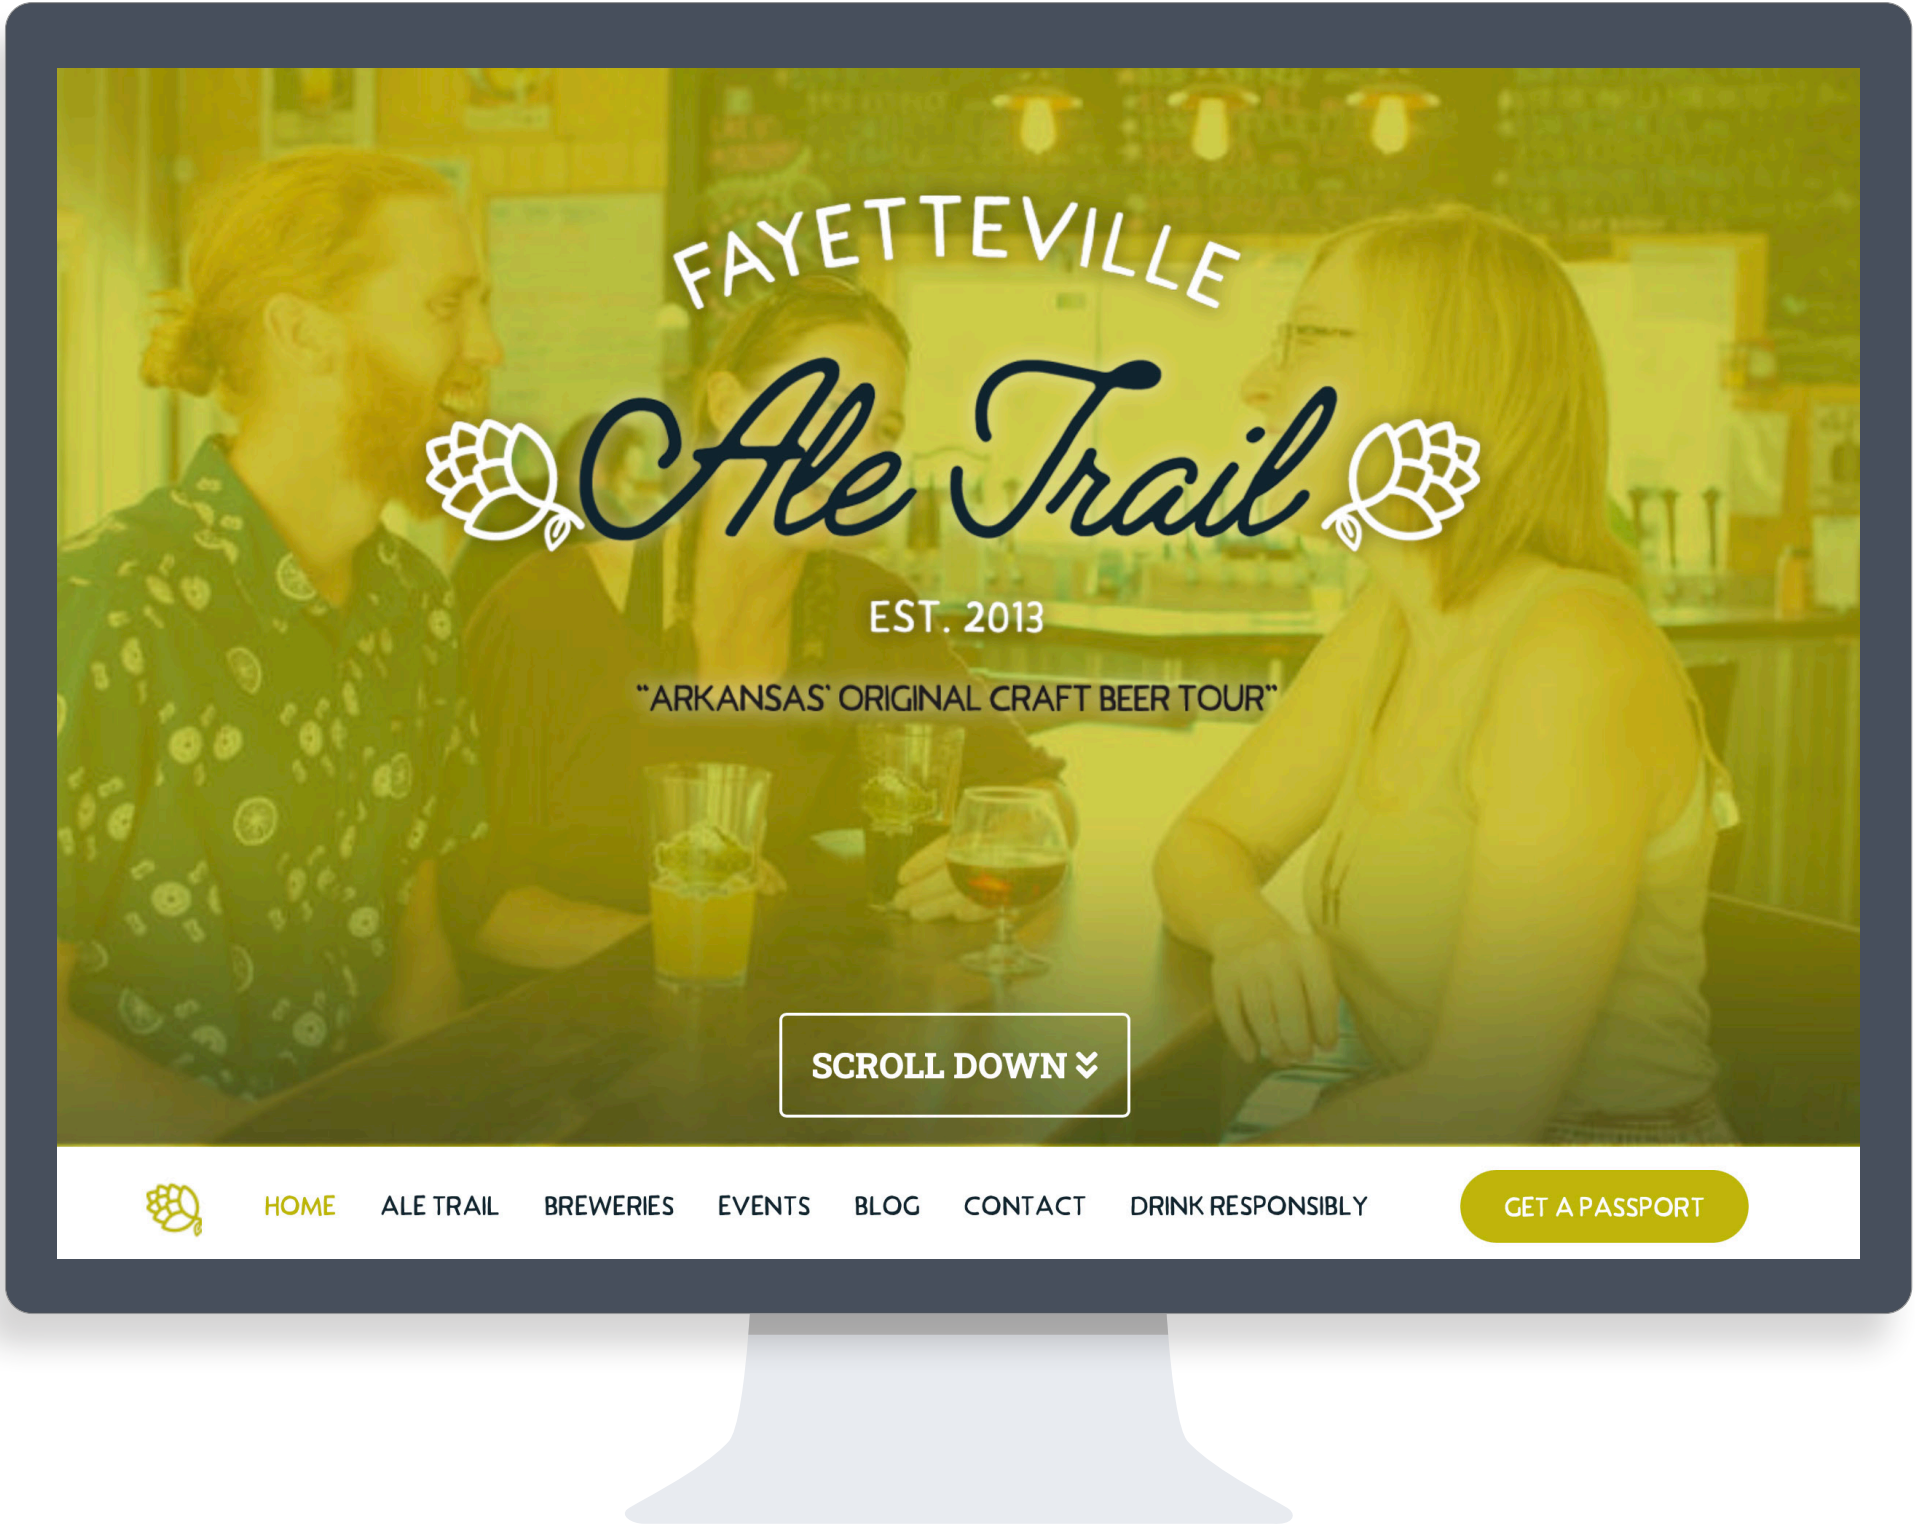 FAYETTEVILLE
Ale Trail
EST. 2013
“ARKANSAS’ ORIGINAL CRAFT BEER TOUR”
SCROLL DOWN
HOME ALE TRAIL BREWERIES EVENTS BLOG CONTACT DRINK RESPONSIBLY GET A PASSPORT